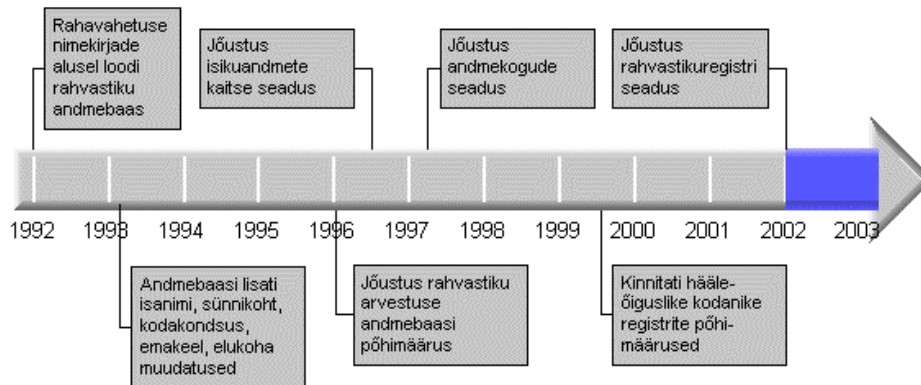 Rahavahetuse
nimekirjade
alusel loodi
rahvastiku
andmebaas
Jõustus
isikuandmete
kaitse seadus
Jõustus
andmekogude
seadus
Jõustus
rahvastikuregistri
seadus
1992 1993 1994 1995 1996 1997 1998 1999 2000 2001 2002 2003
Andmebaasi lisati
isanimi, sünnikoht,
kodakondsus,
emakeel, elukoha
muudatused
Jõustus rahvastiku
arvestuse
andmebaasi
põhimäärus
Kinnitati hääle-
õiguslike kodanike
registrite põhi-
määrused